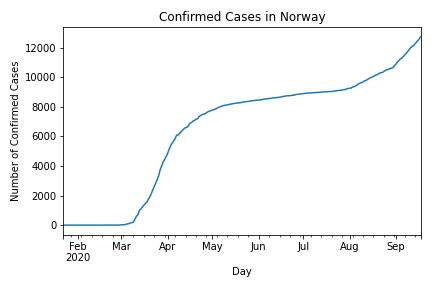 Confirmed Cases in Norway
Number of Confirmed Cases
12000
10000
8000
6000
4000
2000
0
Feb Mar Apr May Jun Jul Aug Sep
2020
Day